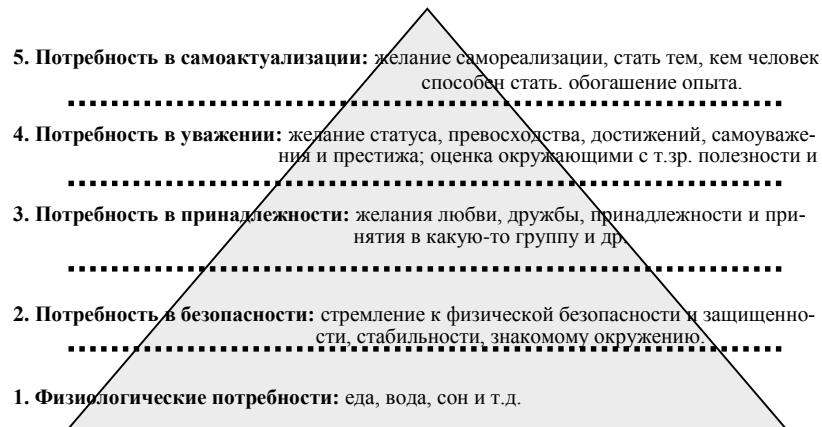 5. Потребность в самоактуализации: желание самореализации, стать тем, кем человек
способен стать. обогашение опыта.
4. Потребность в уважении: желание статуса, превосходства, достижений, самоуваже-
ния и престижа; оценка окружающими с т.зр. полезности и
3. Потребность в принадлежности: желания любви, дружбы, принадлежности и при-
нятия в какую-то группу и др.
2. Потребность в безопасности: стремление к физической безопасности и защищенно-
сти, стабильности, знакомому окружению.
1. Физиологические потребности: еда, вода, сон и т.д.